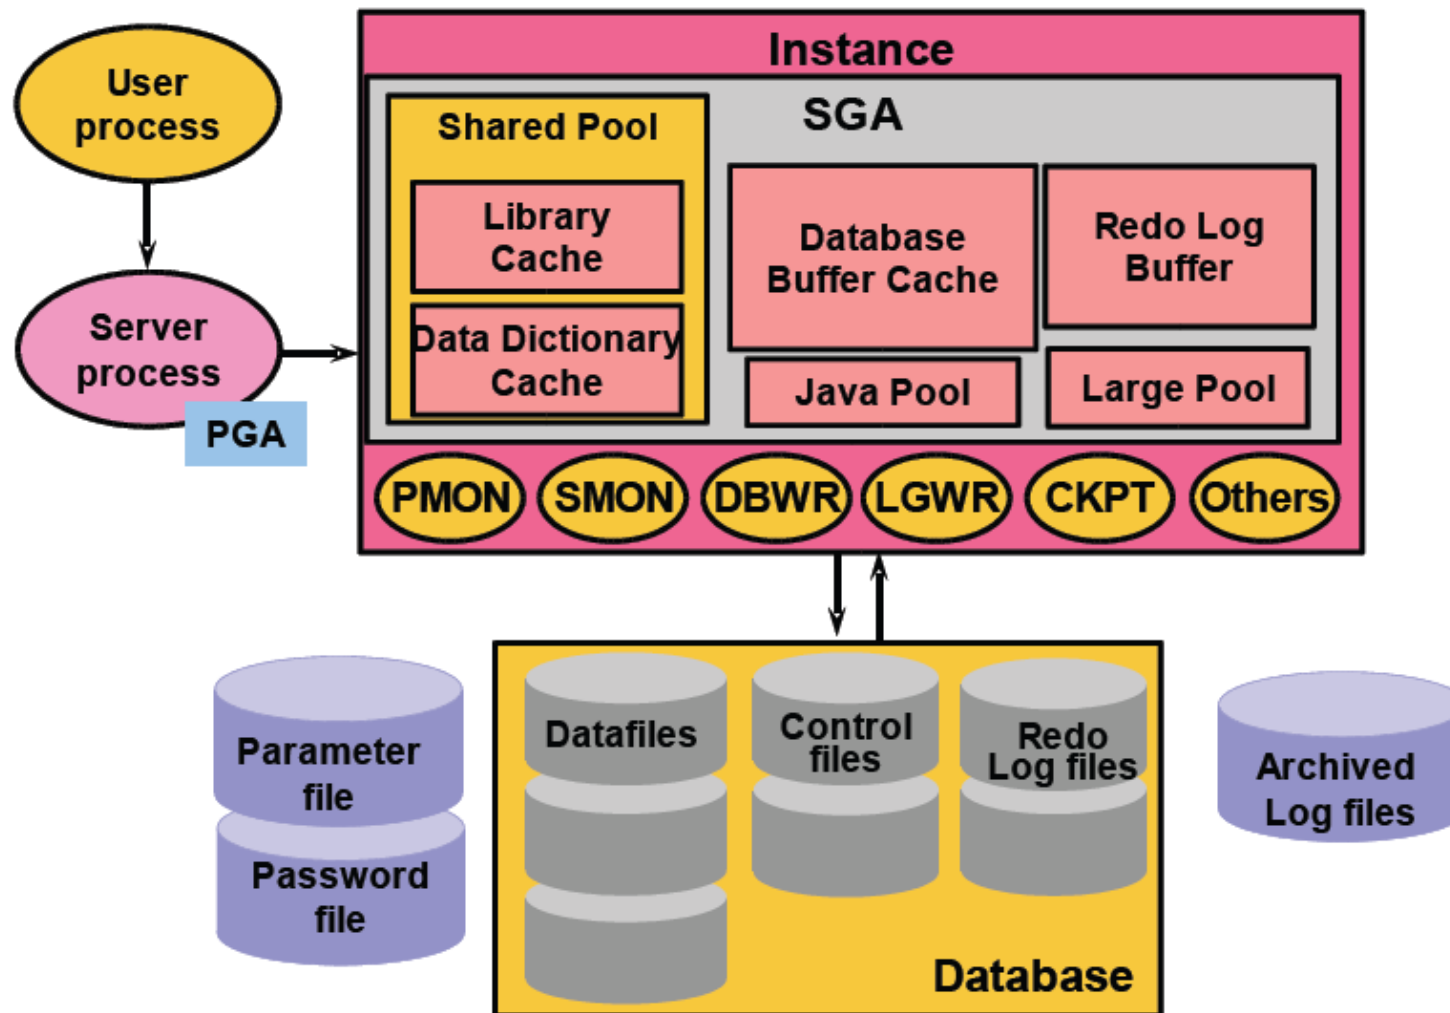 User
process
Server
process
PGA
Instance
SGA
Shared Pool
Library
Cache
Data Dictionary
Cache
Database
Buffer Cache
Redo Log
Buffer
Java Pool
Large Pool
PMON
SMON
DBWR
LGWR
CKPT
Others
Parameter
file
Password
file
Datafiles
Control
files
Redo
Log files
Database
Archived
Log files